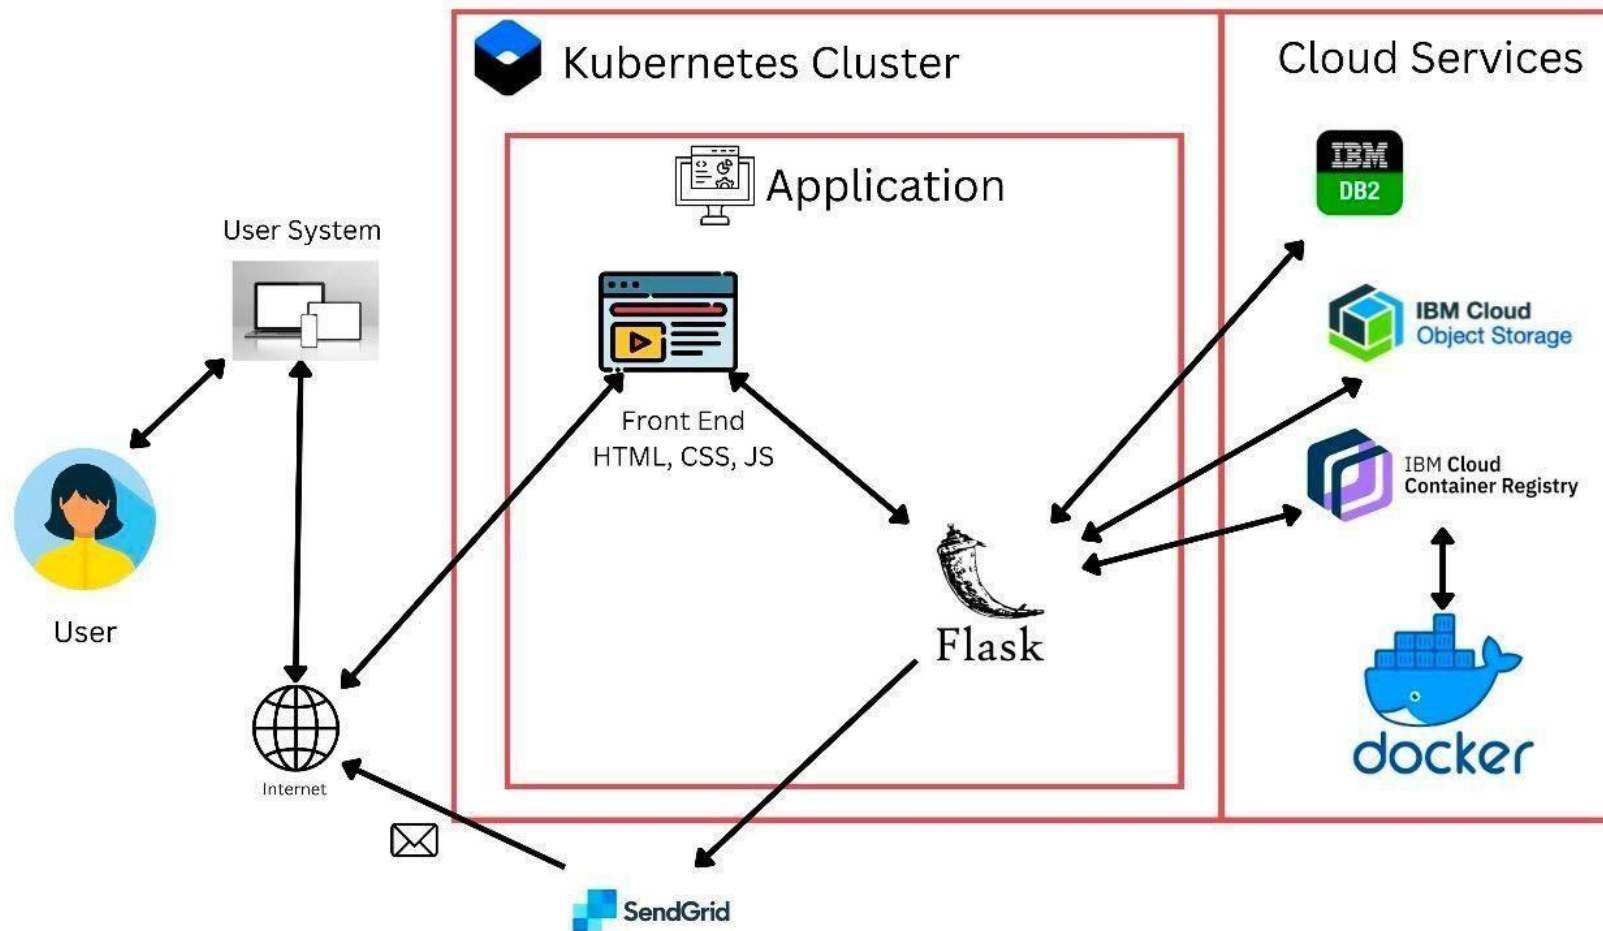 Kubernetes Cluster
Cloud Services
Application
IBM
DB2
User System
IBM Cloud
Object Storage
Front End
HTML, CSS, JS
IBM Cloud
Container Registry
User
Flask
Internet
docker
SendGrid